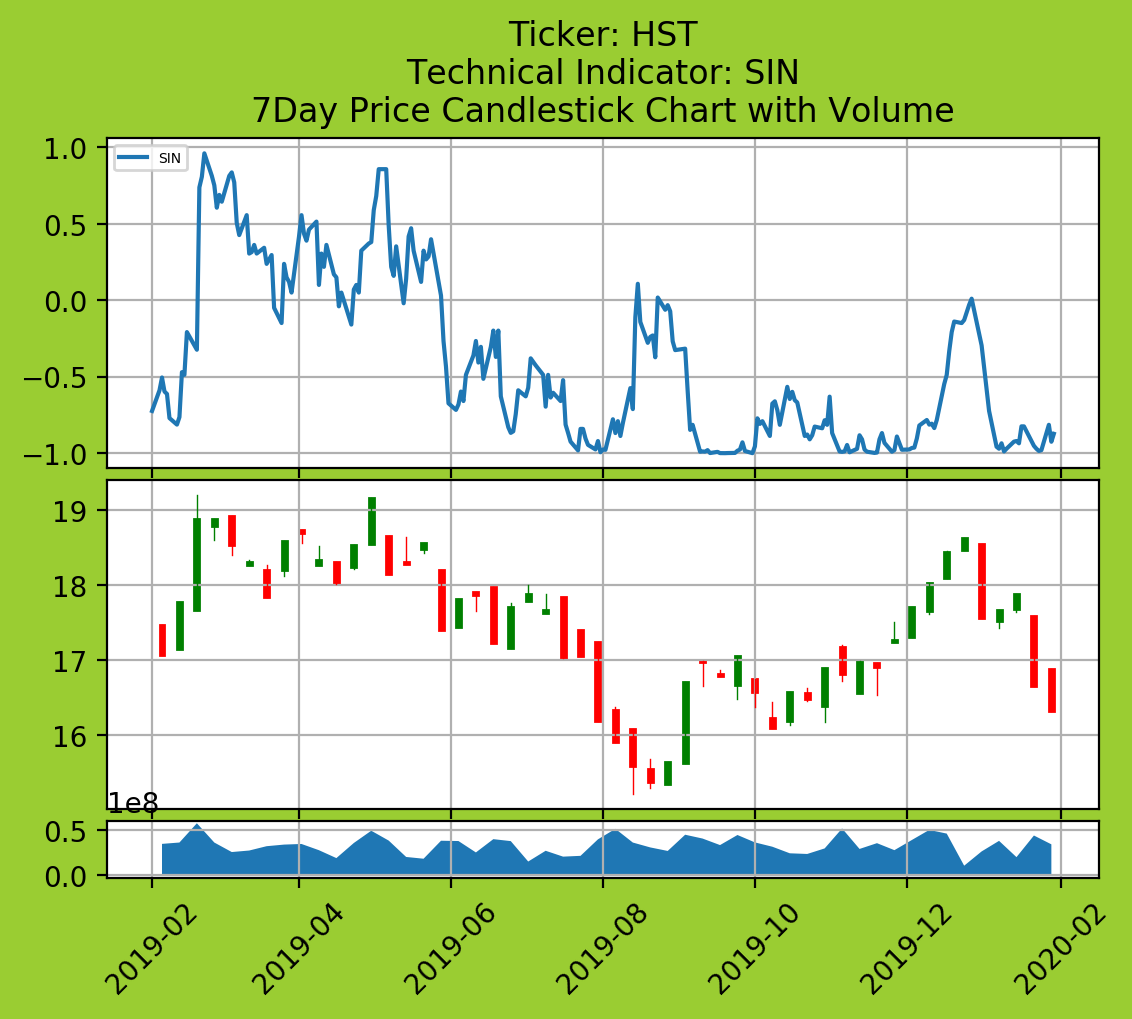 Ticker: HST
Technical Indicator: SIN
7Day Price Candlestick Chart with Volume
1.0
SIN
0.5
0.0
−0.5
−1.0
19
18
17
16
1e8
0.5
0.0
2019-02 2019-04 2019-06 2019-08 2019-10 2019-12 2020-02